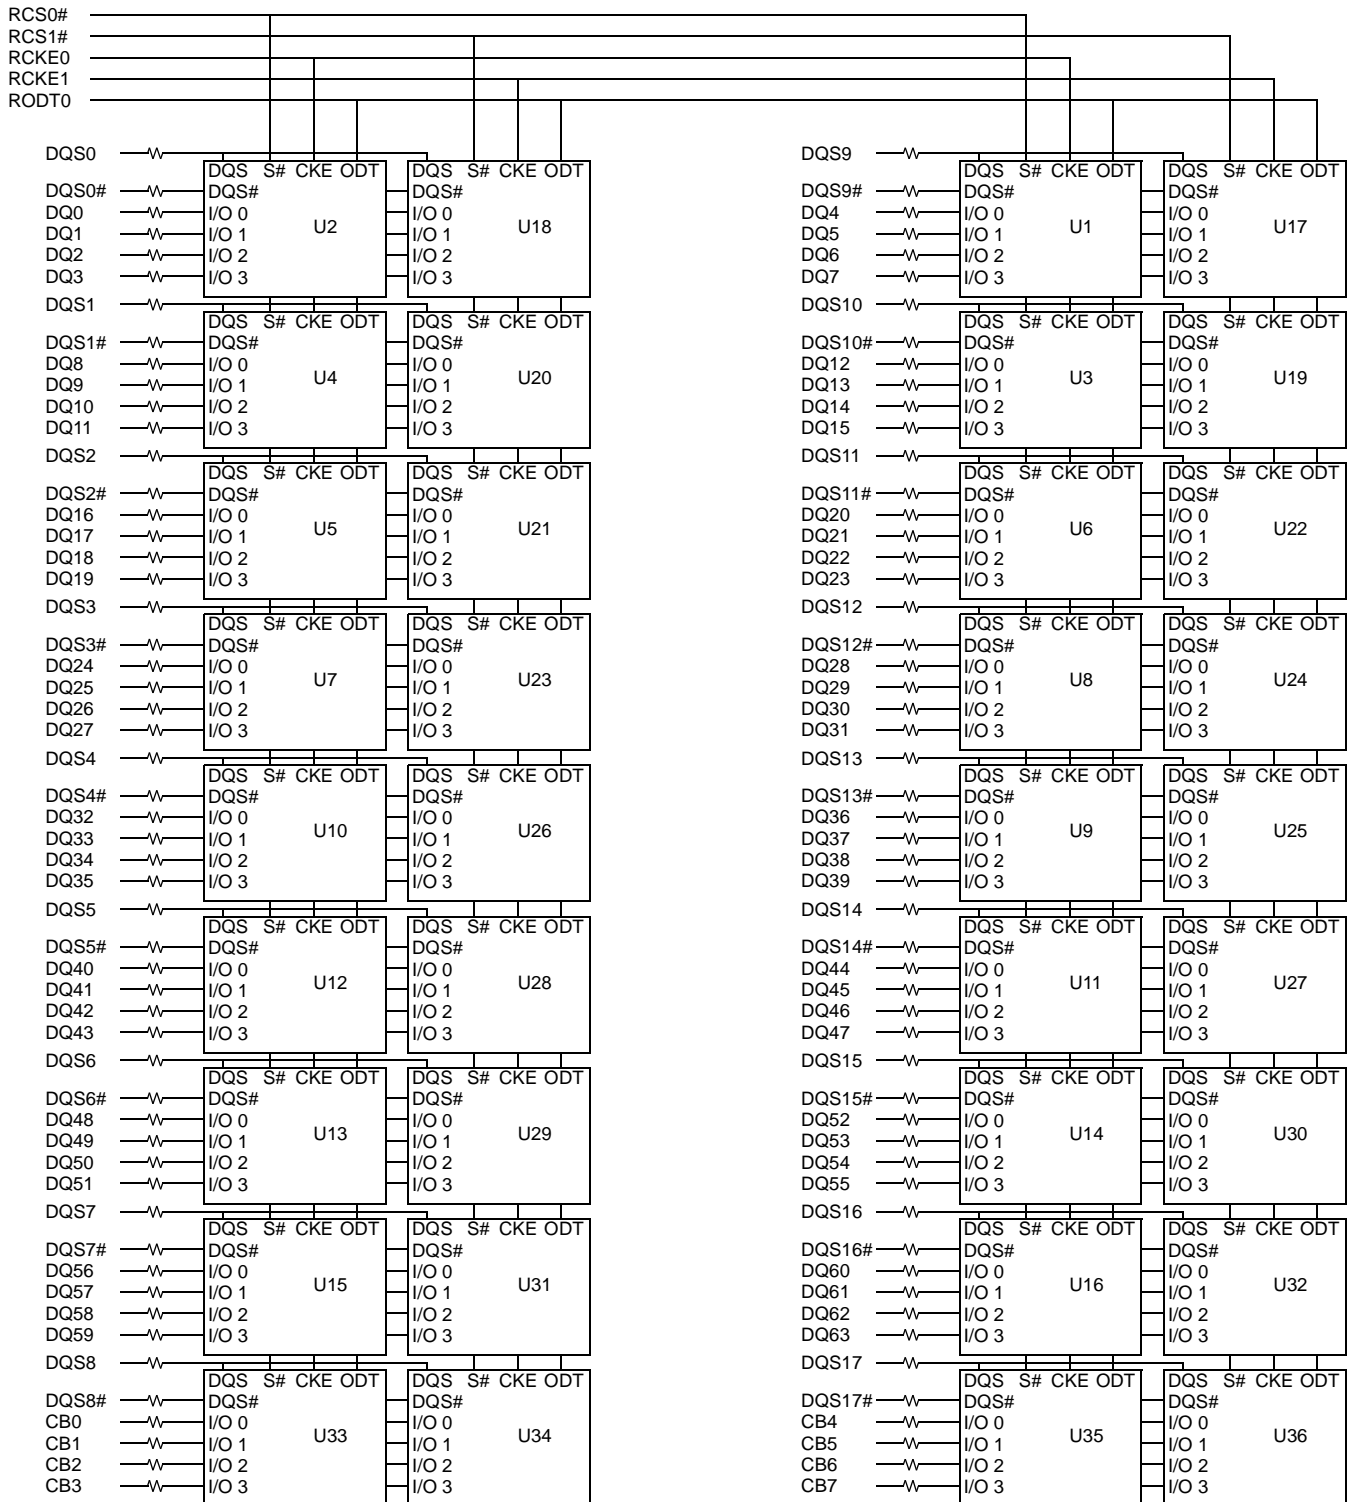 RCS0#
RCS1#
RCKE0
RCKE1
RODT0
DQS0 DQS S# CKE ODT DQS S# CKE ODT
DQS0# DQS# DQS#
DQ0 I/O 0 I/O 0
DQ1 I/O 1 U2 I/O 1 U18
DQ2 I/O 2 I/O 2
DQ3 I/O 3 I/O 3
DQS1 DQS S# CKE ODT DQS S# CKE ODT
DQS1# DQS# DQS#
DQ8 I/O 0 I/O 0
DQ9 I/O 1 U4 I/O 1 U20
DQ10 I/O 2 I/O 2
DQ11 I/O 3 I/O 3
DQS2 DQS S# CKE ODT DQS S# CKE ODT
DQS2# DQS# DQS#
DQ16 I/O 0 I/O 0
DQ17 I/O 1 U5 I/O 1 U21
DQ18 I/O 2 I/O 2
DQ19 I/O 3 I/O 3
DQS3 DQS S# CKE ODT DQS S# CKE ODT
DQS3# DQS# DQS#
DQ24 I/O 0 I/O 0
DQ25 I/O 1 U7 I/O 1 U23
DQ26 I/O 2 I/O 2
DQ27 I/O 3 I/O 3
DQS4 DQS S# CKE ODT DQS S# CKE ODT
DQS4# DQS# DQS#
DQ32 I/O 0 I/O 0
DQ33 I/O 1 U10 I/O 1 U26
DQ34 I/O 2 I/O 2
DQ35 I/O 3 I/O 3
DQS5 DQS S# CKE ODT DQS S# CKE ODT
DQS5# DQS# DQS#
DQ40 I/O 0 I/O 0
DQ41 I/O 1 U12 I/O 1 U28
DQ42 I/O 2 I/O 2
DQ43 I/O 3 I/O 3
DQS6 DQS S# CKE ODT DQS S# CKE ODT
DQS6# DQS# DQS#
DQ48 I/O 0 I/O 0
DQ49 I/O 1 U13 I/O 1 U29
DQ50 I/O 2 I/O 2
DQ51 I/O 3 I/O 3
DQS7 DQS S# CKE ODT DQS S# CKE ODT
DQS7# DQS# DQS#
DQ56 I/O 0 I/O 0
DQ57 I/O 1 U15 I/O 1 U31
DQ58 I/O 2 I/O 2
DQ59 I/O 3 I/O 3
DQS8 DQS S# CKE ODT DQS S# CKE ODT
DQS8# DQS# DQS#
CB0 I/O 0 I/O 0
CB1 I/O 1 U33 I/O 1 U34
CB2 I/O 2 I/O 2
CB3 I/O 3 I/O 3
DQS9 DQS S# CKE ODT DQS S# CKE ODT
DQS9# DQS# DQS#
DQ4 I/O 0 I/O 0
DQ5 I/O 1 U1 I/O 1 U17
DQ6 I/O 2 I/O 2
DQ7 I/O 3 I/O 3
DQS10 DQS S# CKE ODT DQS S# CKE ODT
DQS10# DQS# DQS#
DQ12 I/O 0 I/O 0
DQ13 I/O 1 U3 I/O 1 U19
DQ14 I/O 2 I/O 2
DQ15 I/O 3 I/O 3
DQS11 DQS S# CKE ODT DQS S# CKE ODT
DQS11# DQS# DQS#
DQ20 I/O 0 I/O 0
DQ21 I/O 1 U6 I/O 1 U22
DQ22 I/O 2 I/O 2
DQ23 I/O 3 I/O 3
DQS12 DQS S# CKE ODT DQS S# CKE ODT
DQS12# DQS# DQS#
DQ28 I/O 0 I/O 0
DQ29 I/O 1 U8 I/O 1 U24
DQ30 I/O 2 I/O 2
DQ31 I/O 3 I/O 3
DQS13 DQS S# CKE ODT DQS S# CKE ODT
DQS13# DQS# DQS#
DQ36 I/O 0 I/O 0
DQ37 I/O 1 U9 I/O 1 U25
DQ38 I/O 2 I/O 2
DQ39 I/O 3 I/O 3
DQS14 DQS S# CKE ODT DQS S# CKE ODT
DQS14# DQS# DQS#
DQ44 I/O 0 I/O 0
DQ45 I/O 1 U11 I/O 1 U27
DQ46 I/O 2 I/O 2
DQ47 I/O 3 I/O 3
DQS15 DQS S# CKE ODT DQS S# CKE ODT
DQS15# DQS# DQS#
DQ52 I/O 0 I/O 0
DQ53 I/O 1 U14 I/O 1 U30
DQ54 I/O 2 I/O 2
DQ55 I/O 3 I/O 3
DQS16 DQS S# CKE ODT DQS S# CKE ODT
DQS16# DQS# DQS#
DQ60 I/O 0 I/O 0
DQ61 I/O 1 U16 I/O 1 U32
DQ62 I/O 2 I/O 2
DQ63 I/O 3 I/O 3
DQS17 DQS S# CKE ODT DQS S# CKE ODT
DQS17# DQS# DQS#
CB4 I/O 0 I/O 0
CB5 I/O 1 U35 I/O 1 U36
CB6 I/O 2 I/O 2
CB7 I/O 3 I/O 3